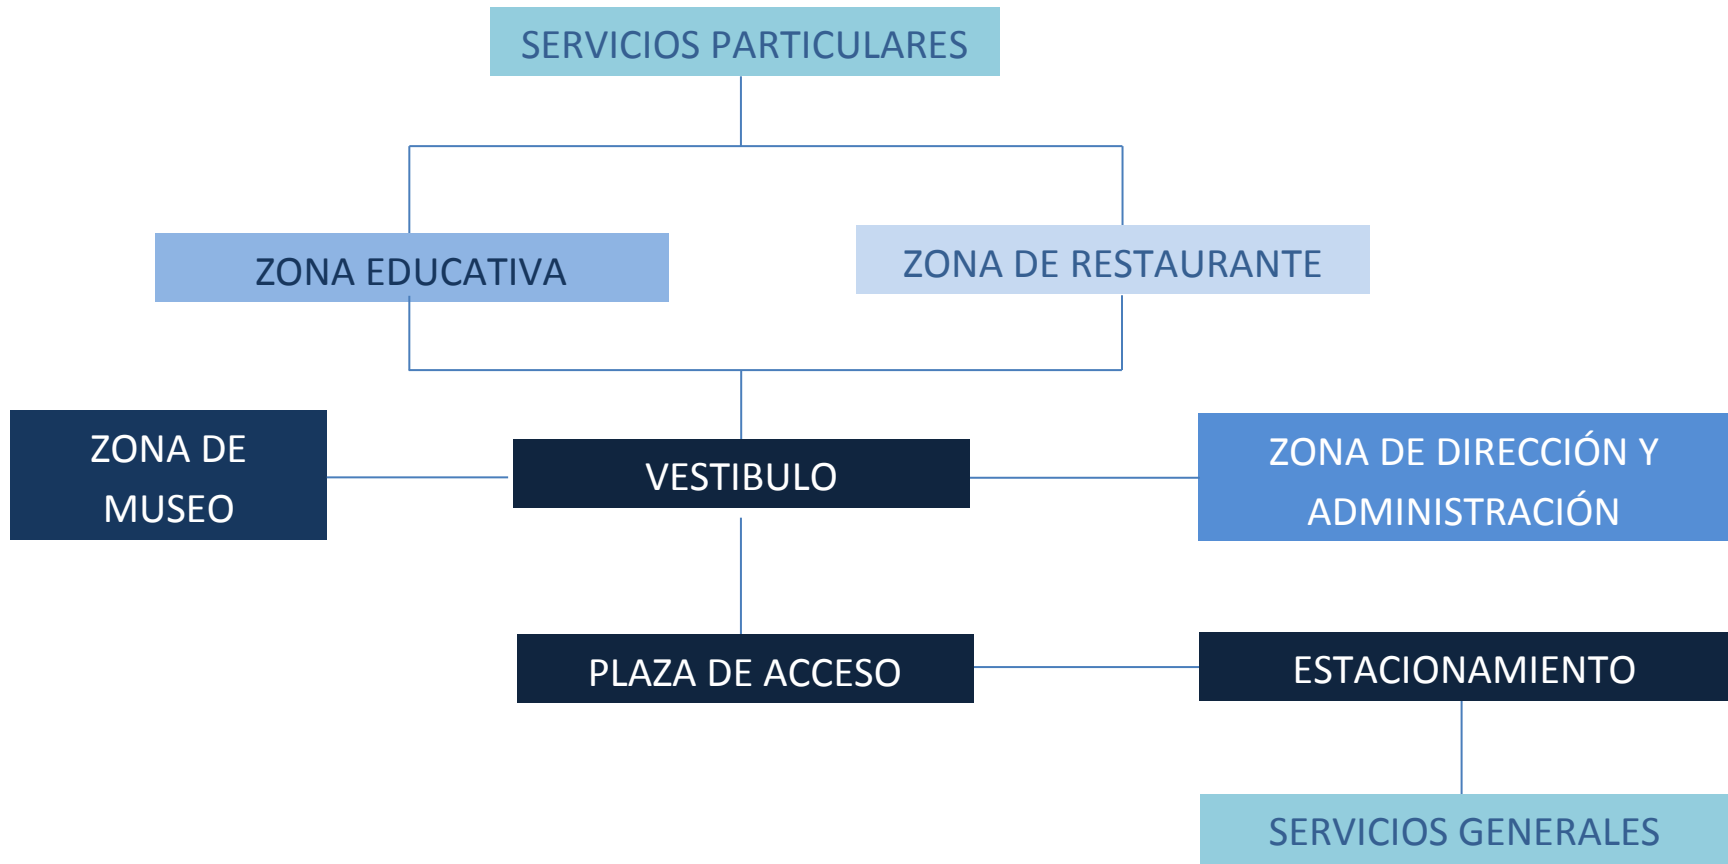 SERVICIOS PARTICULARES
ZONA EDUCATIVA
ZONA DE RESTAURANTE
ZONA DE
MUSEO
VESTIBULO
ZONA DE DIRECCIÓN Y
ADMINISTRACIÓN
PLAZA DE ACCESO
ESTACIONAMIENTO
SERVICIOS GENERALES